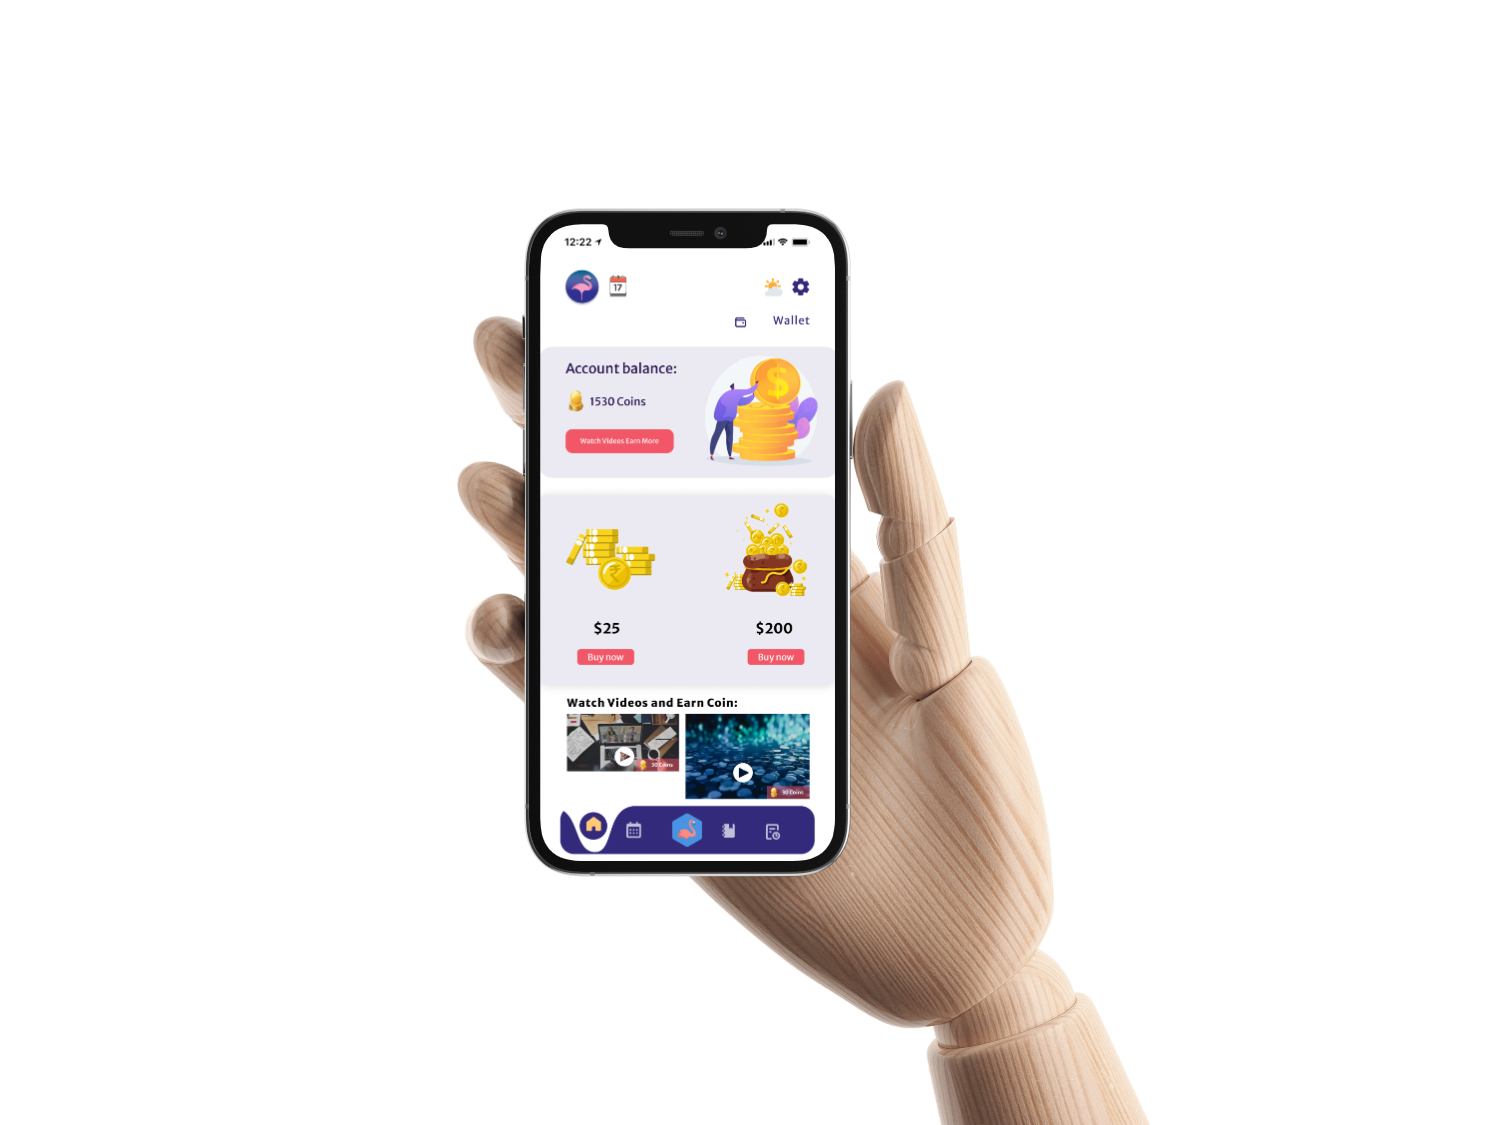 12:22
17
Wallet
Account balance:
1530 Coins
Watch Videos Earn More
$
₹
$25
$200
Buy now
Buy now
Watch Videos and Earn Coin:
30 Coins
30 Coins